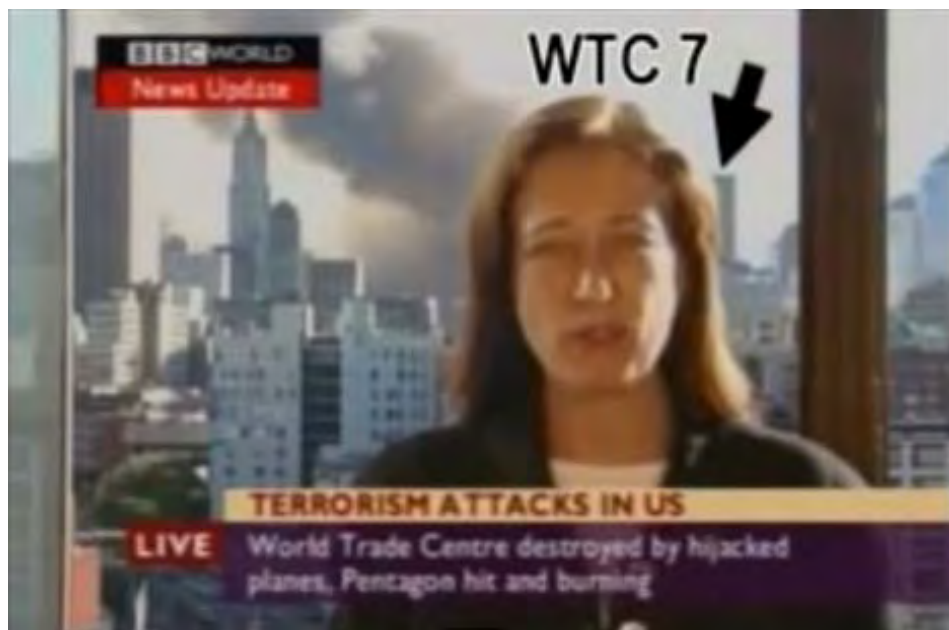 BBC WORLD
News Update
WTC 7
TERRORISM ATTACKS IN US
LIVE
World Trade Centre destroyed by hijacked
planes, Pentagon hit and burning